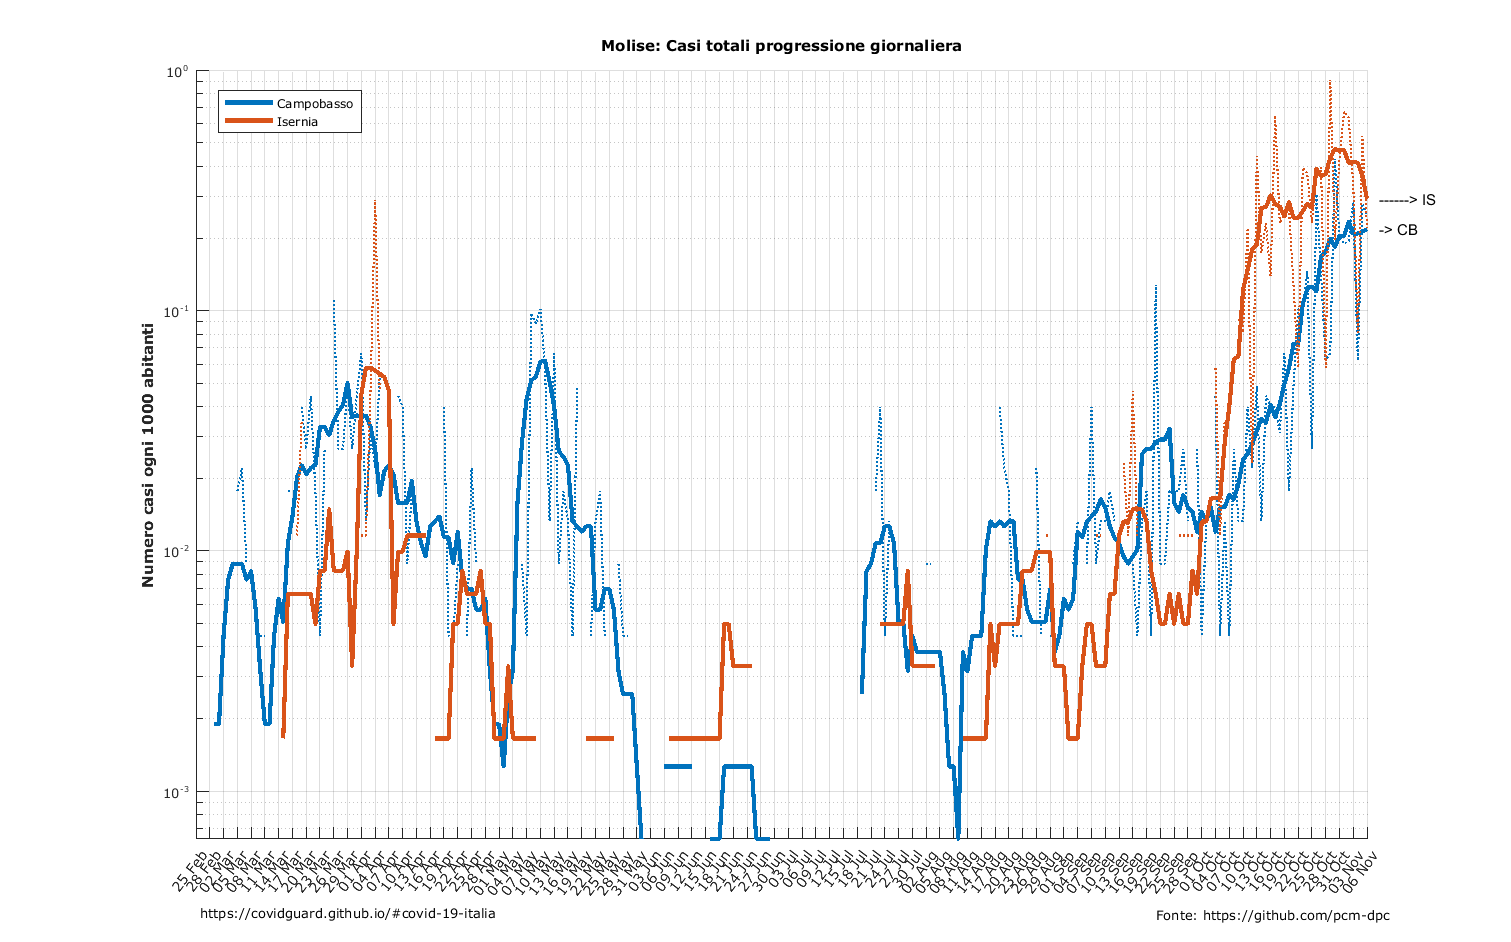 Molise: Casi totali progressione giornaliera
10^0
Campobasso
Isernia
------> IS
-> CB
10^-1
Numero casi ogni 1000 abitanti
10^-2
10^-3
25 Feb
28 Feb
02 Mar
05 Mar
08 Mar
11 Mar
14 Mar
17 Mar
20 Mar
23 Mar
26 Mar
29 Mar
01 Apr
04 Apr
07 Apr
10 Apr
13 Apr
16 Apr
19 Apr
22 Apr
25 Apr
28 Apr
01 May
04 May
07 May
10 May
13 May
16 May
19 May
22 May
25 May
28 May
31 May
03 Jun
06 Jun
09 Jun
12 Jun
15 Jun
18 Jun
21 Jun
24 Jun
27 Jun
30 Jun
03 Jul
06 Jul
09 Jul
12 Jul
15 Jul
18 Jul
21 Jul
24 Jul
27 Jul
30 Jul
02 Aug
05 Aug
08 Aug
11 Aug
14 Aug
17 Aug
20 Aug
23 Aug
26 Aug
29 Aug
01 Sep
04 Sep
07 Sep
10 Sep
13 Sep
16 Sep
19 Sep
22 Sep
25 Sep
28 Sep
01 Oct
04 Oct
07 Oct
10 Oct
13 Oct
16 Oct
19 Oct
22 Oct
25 Oct
28 Oct
31 Oct
03 Nov
06 Nov
https://covidguard.github.io/#covid-19-italia
Fonte: https://github.com/pcm-dpc